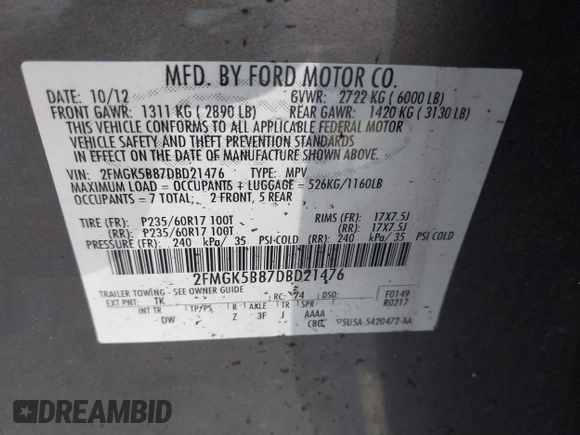 MFD. BY FORD MOTOR CO.
DATE: 10/12 GVWR: 2722 KG ( 6000 LB)
FRONT GAWR: 1311 KG ( 2890 LB) REAR GAWR: 1420 KG ( 3130 LB)
THIS VEHICLE CONFORMS TO ALL APPLICABLE FEDERAL MOTOR
VEHICLE SAFETY AND THEFT PREVENTION STANDARDS
IN EFFECT ON THE DATE OF MANUFACTURE SHOWN ABOVE.
VIN: 2FMGK5B87DBD21476 TYPE: MPV
MAXIMUM LOAD = OCCUPANTS + LUGGAGE = 526KG/1160LB
OCCUPANTS = 7 TOTAL; 2 FRONT, 5 REAR
TIRE (FR): P235/60R17 100T RIMS (FR): 17X7.5J
(RR): P235/60R17 100T (RR): 17X7.5J
PRESSURE (FR): 240 kPa/ 35 PSI-COLD (RR): 240 kPa/ 35 PSI COLD
2FMGK5B87DBD21476
TRAILER TOWING - SEE OWNER GUIDE
EXT PNT: TK RC: 74 DSO: F0149
INT TR TP/PS R AXLE TR SPR R0217
DW Z 3F J AAAA
5U5A-5420472-AA
DREAMBID